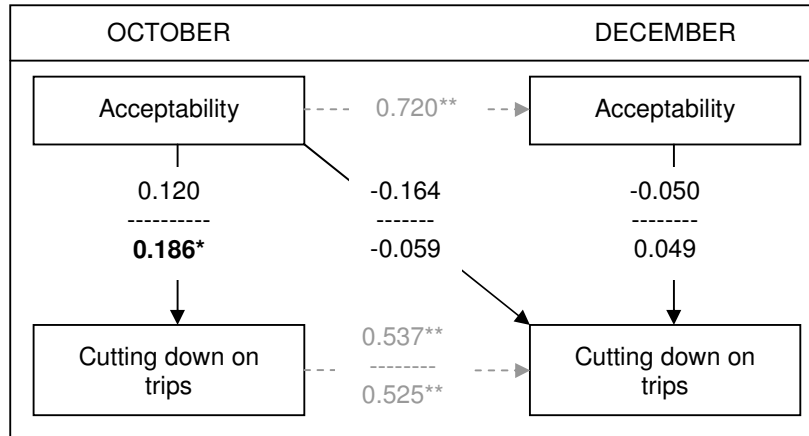 OCTOBER DECEMBER
Acceptability 0.720** Acceptability
0.120 -0.164 -0.050
---------- ------- --------
0.186* -0.059 0.049
0.537**
Cutting down on -------- Cutting down on
trips 0.525** trips